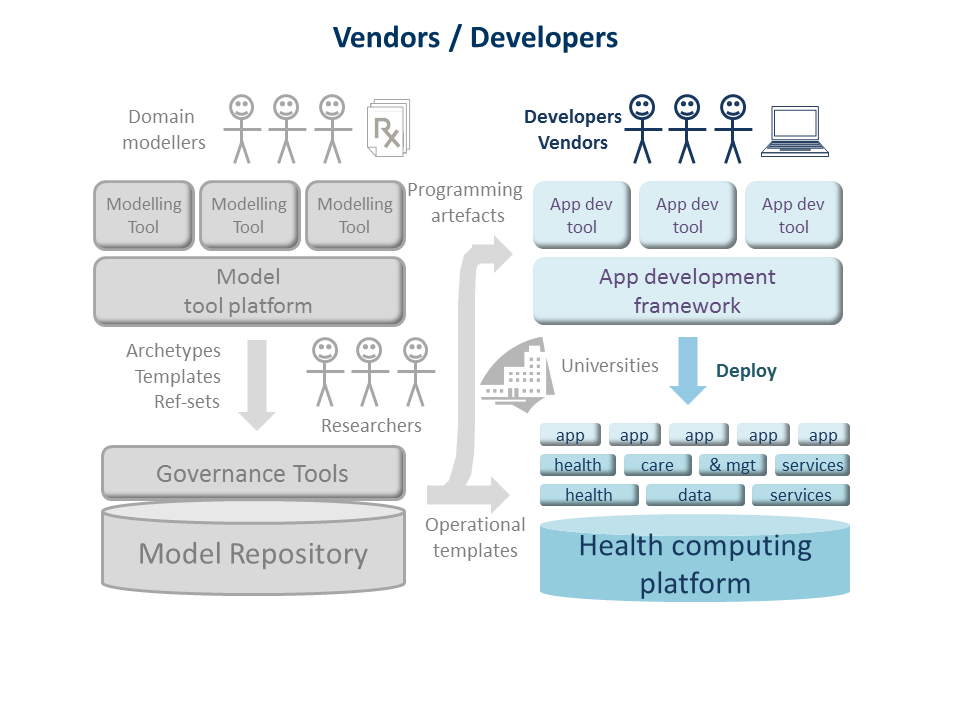 Vendors / Developers
Domain
modellers
Rx
Developers
Vendors
Modelling
Tool
Modelling
Tool
Modelling
Tool
Programming
artefacts
App dev
tool
App dev
tool
App dev
tool
Model
tool platform
App development
framework
Archetypes
Templates
Ref-sets
Researchers
Universities
Deploy
app
app
app
app
app
health
care
& mgt
services
health
data
services
Governance Tools
Operational
templates
Model Repository
Health computing
platform